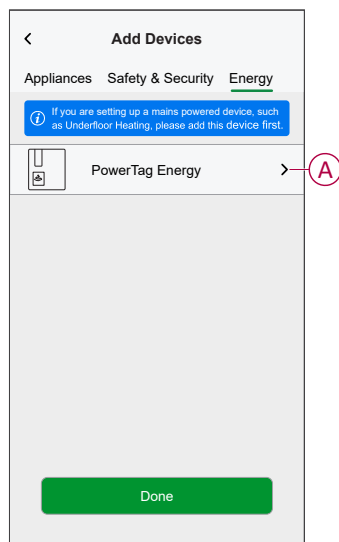 Add Devices
Appliances Safety & Security Energy
If you are setting up a mains powered device, such
as Underfloor Heating, please add this device first.
PowerTag Energy
A
Done